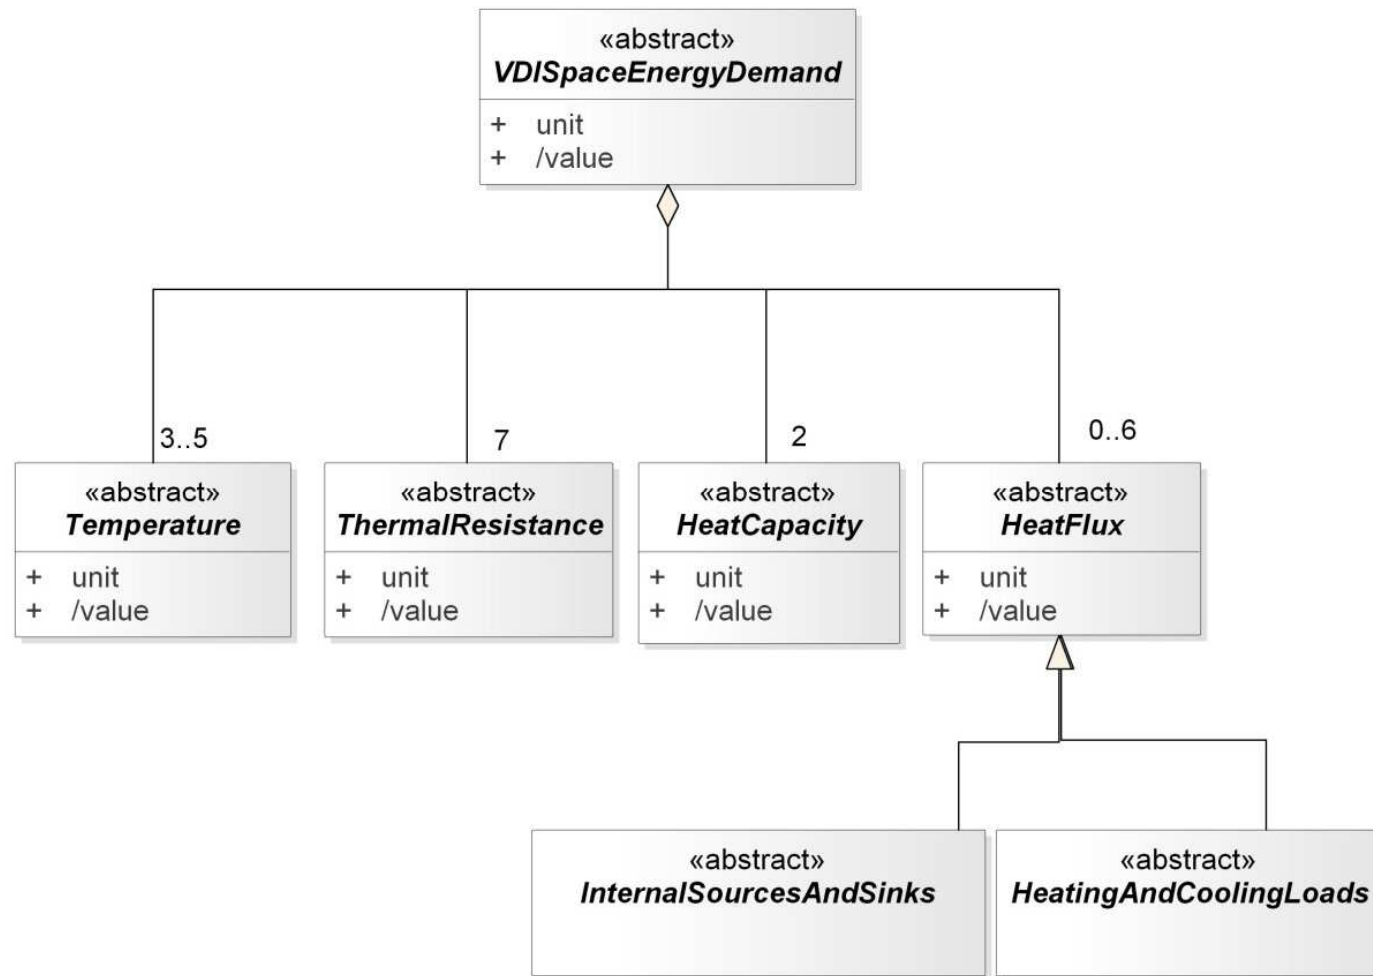 «abstract»
VDISpaceEnergyDemand
+ unit
+ /value
3..5
7
2
0..6
«abstract»
Temperature
+ unit
+ /value
«abstract»
ThermalResistance
+ unit
+ /value
«abstract»
HeatCapacity
+ unit
+ /value
«abstract»
HeatFlux
+ unit
+ /value
«abstract»
InternalSourcesAndSinks
«abstract»
HeatingAndCoolingLoads